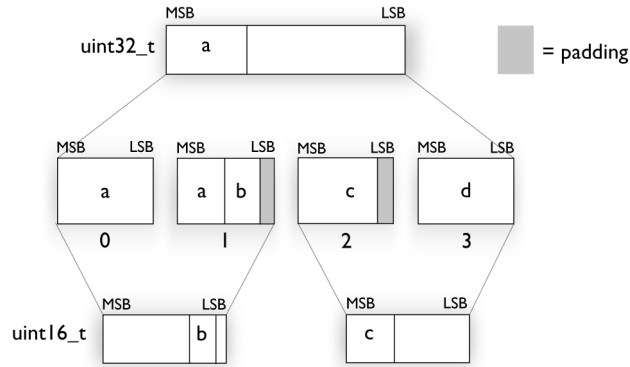 MSB LSB
uint32_t a = padding
MSB LSB MSB LSB MSB LSB MSB LSB
a a b c d
0 1 2 3
MSB LSB MSB LSB
uint16_t b c